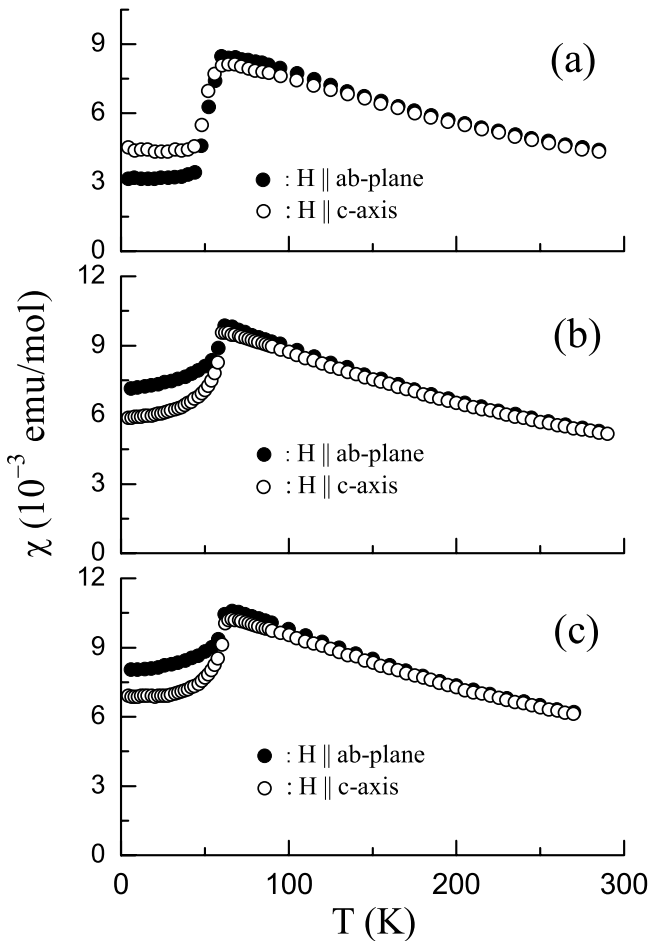 9
6
3
0
(a)
: H || ab-plane
: H || c-axis
12
9
6
3
0
(b)
: H || ab-plane
: H || c-axis
χ (10⁻³ emu/mol)
12
9
6
3
0
(c)
: H || ab-plane
: H || c-axis
0 100 200 300
T (K)